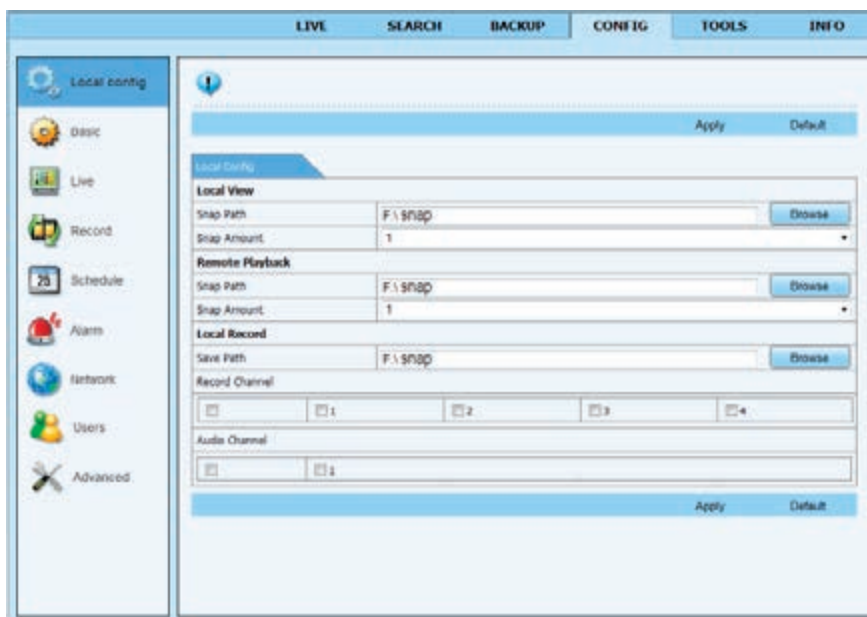 LIVE SEARCH BACKUP CONFIG TOOLS INFO
Local config
Basic
Live
Record
25
Schedule
Alarm
Network
Users
Advanced
Apply Default
Local Config
Local View
Snap Path F:\snap Browse
Snap Amount 1
Remote Playback
Snap Path F:\snap Browse
Snap Amount 1
Local Record
Save Path F:\snap Browse
Record Channel
1 2 3 4
Audio Channel
1
Apply Default